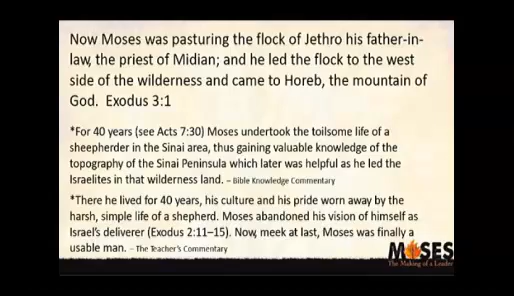 Now Moses was pasturing the flock of Jethro his father-in-
law, the priest of Midian; and he led the flock to the west
side of the wilderness and came to Horeb, the mountain of
God. Exodus 3:1
*For 40 years (see Acts 7:30) Moses undertook the toilsome life of a
sheepherder in the Sinai area, thus gaining valuable knowledge of the
topography of the Sinai Peninsula which later was helpful as he led the
Israelites in that wilderness land. – Bible Knowledge Commentary
*There he lived for 40 years, his culture and his pride worn away by the
harsh, simple life of a shepherd. Moses abandoned his vision of himself as
Israel's deliverer (Exodus 2:11–15). Now, meek at last, Moses was finally a
usable man. – The Teacher's Commentary
MOSES
The Making of a Leader